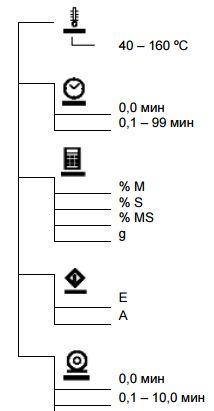 40 – 160 ºC
0,0 мин
0,1 – 99 мин
% M
% S
% MS
g
E
A
0,0 мин
0,1 – 10,0 мин